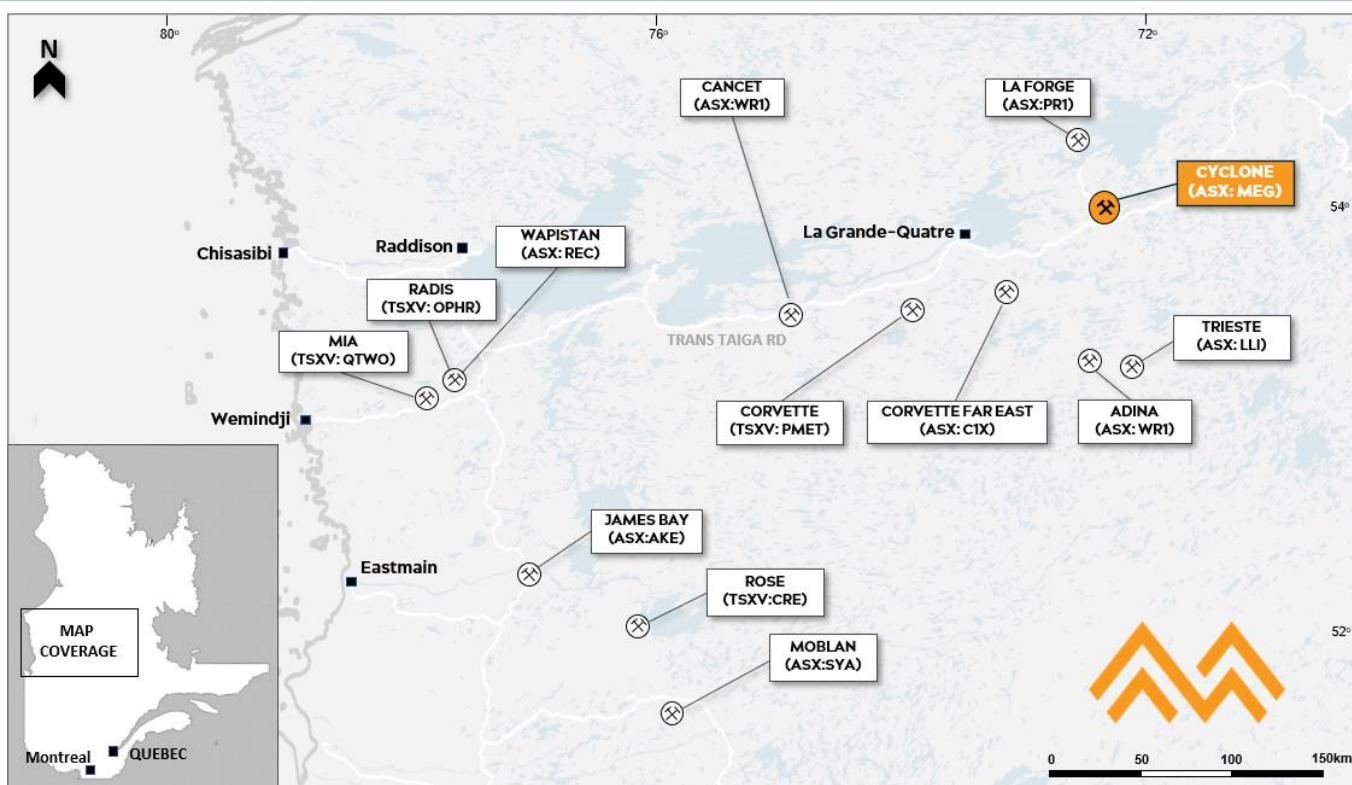 80°
76°
72°
N
CANCET
(ASX:WR1)
LA FORGE
(ASX:PR1)
CYCLONE
(ASX: MEG)
54°
La Grande-Quatre
Chisasibi
Raddison
WAPISTAN
(ASX: REC)
RADIS
(TSXV: OPHR)
MIA
(TSXV: QTWO)
TRANS TAIGA RD
TRIESTE
(ASX: LLI)
Wemindji
CORVETTE
(TSXV: PMET)
CORVETTE FAR EAST
(ASX: C1X)
ADINA
(ASX: WR1)
JAMES BAY
(ASX:AKE)
Eastmain
ROSE
(TSXV:CRE)
52°
MOBLAN
(ASX:SYA)
MAP
COVERAGE
Montreal
QUEBEC
0 50 100 150km